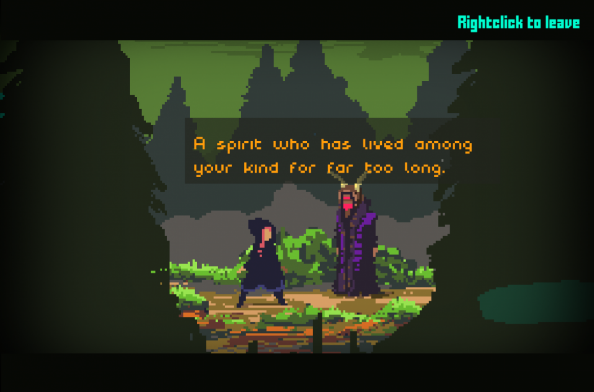 Rightclick to leave
A spirit who has lived among
your kind for far too long.